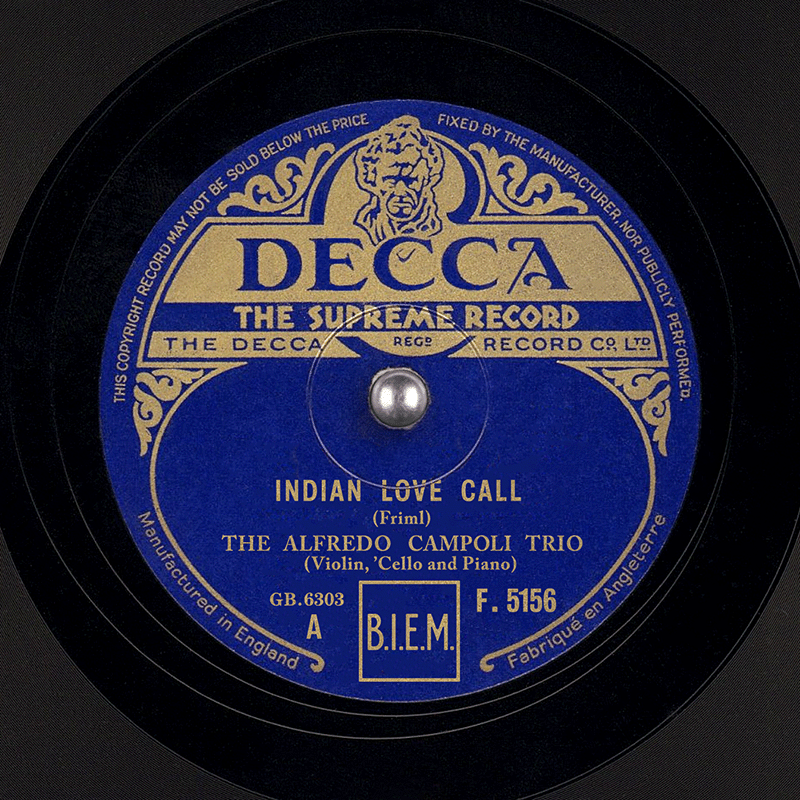 THIS COPYRIGHT RECORD MAY NOT BE SOLD BELOW THE PRICE FIXED BY THE MANUFACTURER, NOR PUBLICLY PERFORMED.
DECCA
THE SUPREME RECORD
THE DECCA REGD RECORD CO. LTD
INDIAN LOVE CALL
(Friml)
THE ALFREDO CAMPOLI TRIO
(Violin, 'Cello and Piano)
GB.6303 F. 5156
A
B.I.E.M.
Manufactured in England
Fabriqué en Angleterre